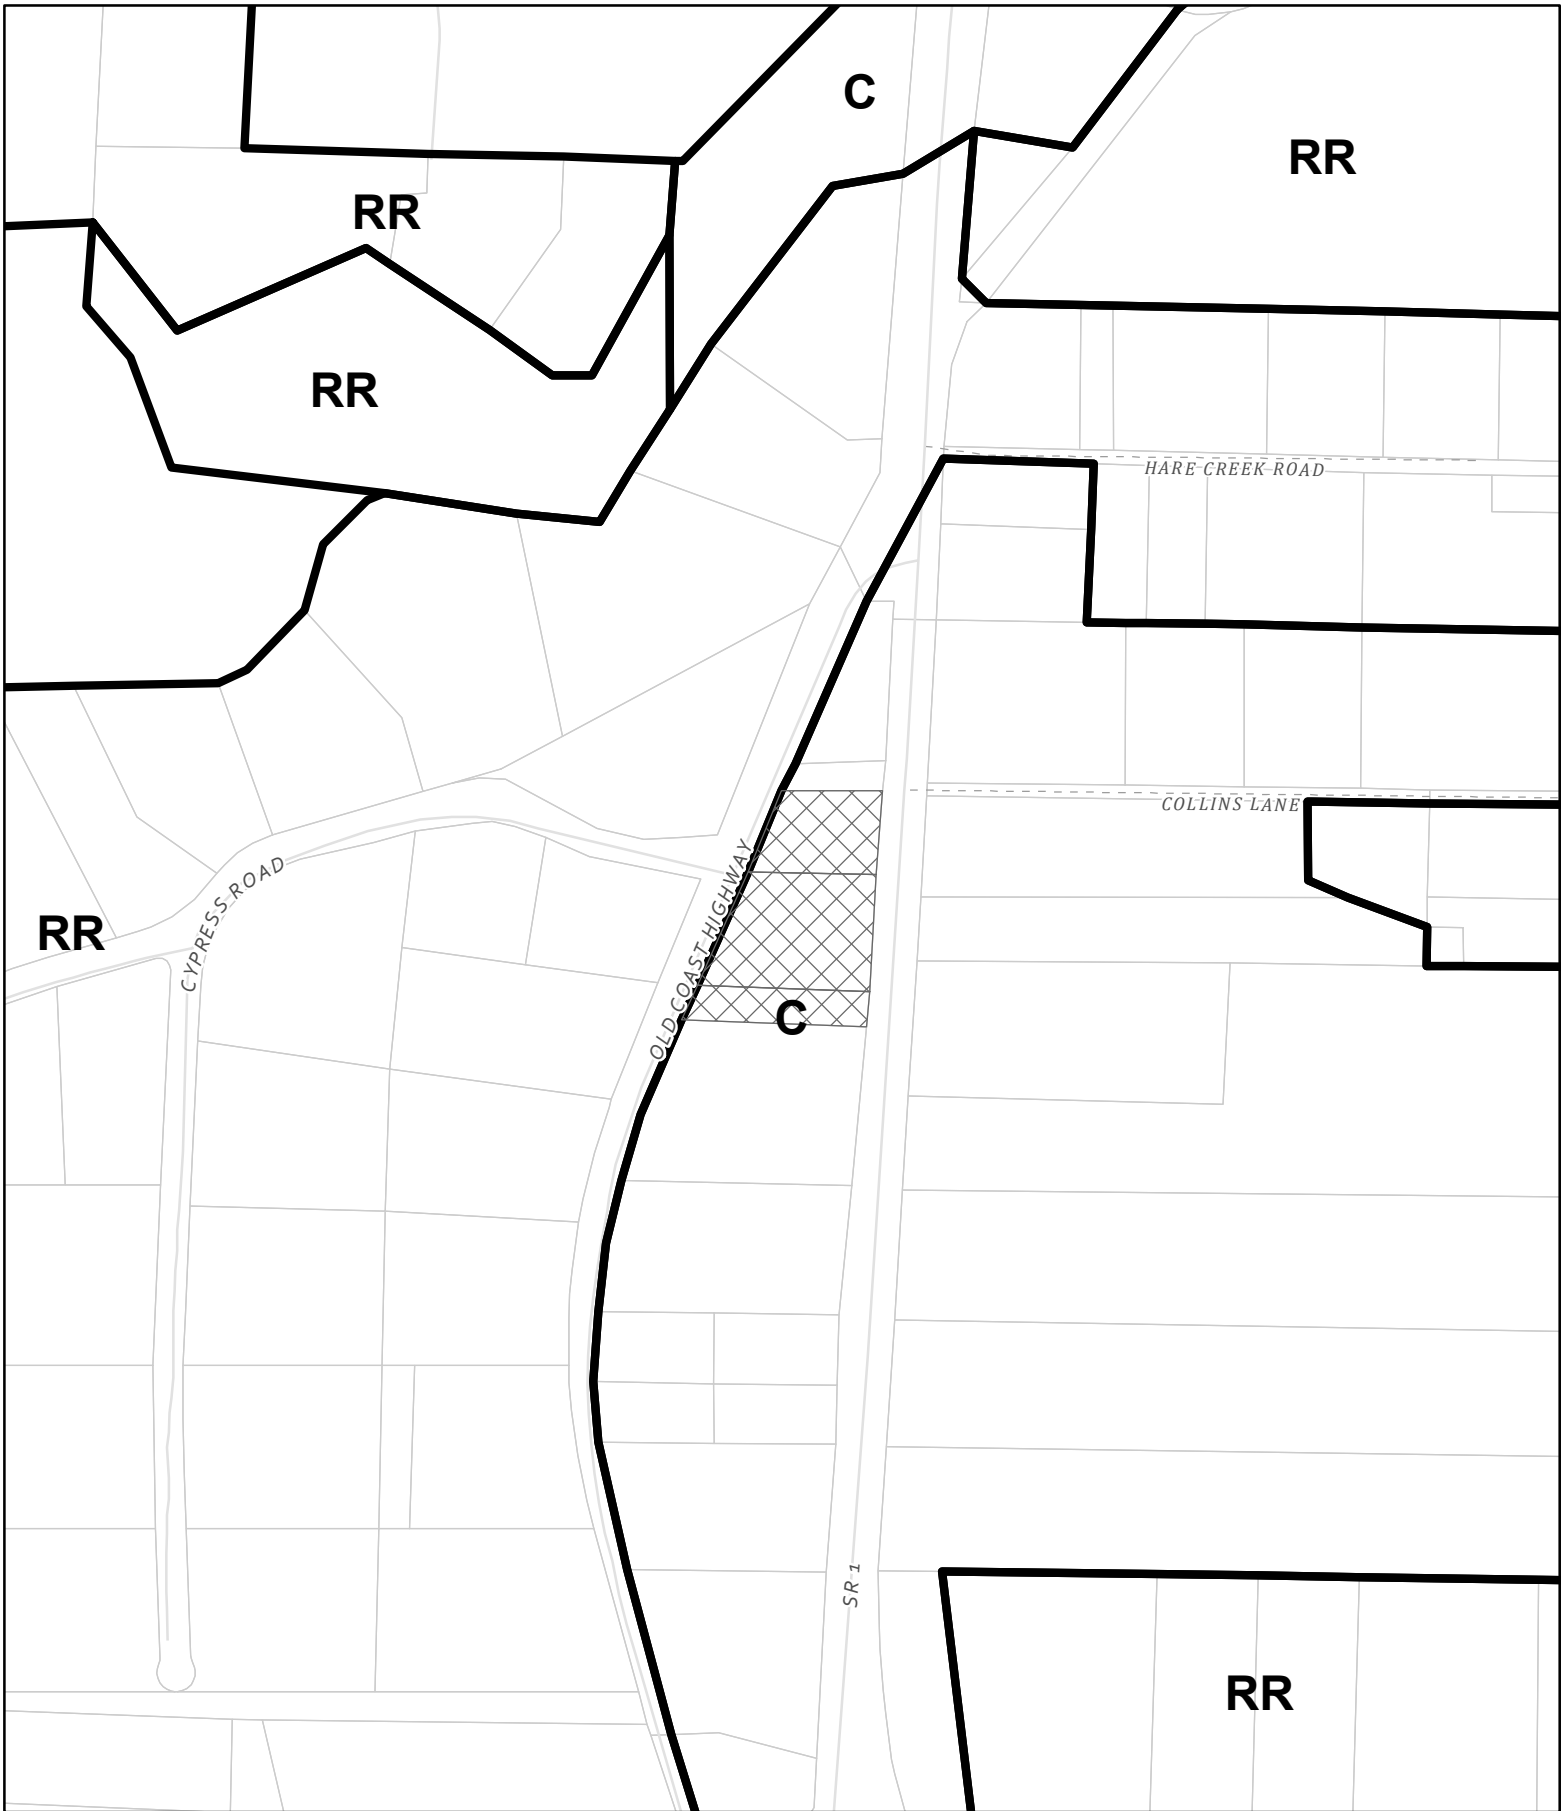 C
RR
RR
RR
HARE CREEK ROAD
COLLINS LANE
CYPRESS ROAD
OLD COAST HIGHWAY
RR
C
SR 1
RR